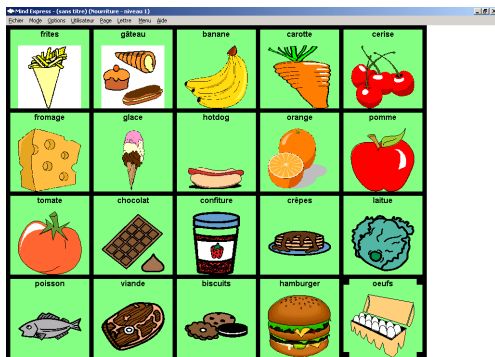 Mind Express - (sans titre) (Nourriture - niveau 1)
Fichier Mode Options Utilisateur Page Lettre Menu Aide
frites gâteau banane carotte cerise
fromage glace hotdog orange pomme
tomate chocolat confiture crêpes laitue
poisson viande biscuits hamburger oeufs